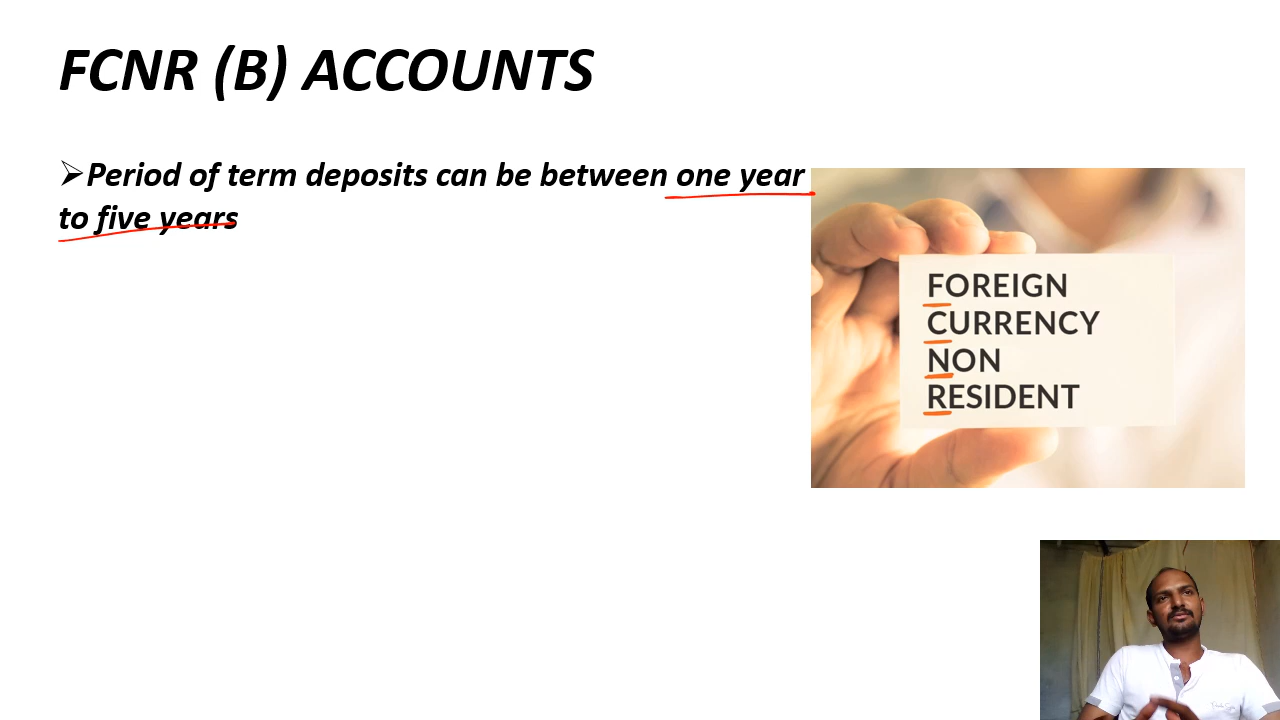 FCNR (B) ACCOUNTS
➢Period of term deposits can be between one year
to five years
FOREIGN
CURRENCY
NON
RESIDENT